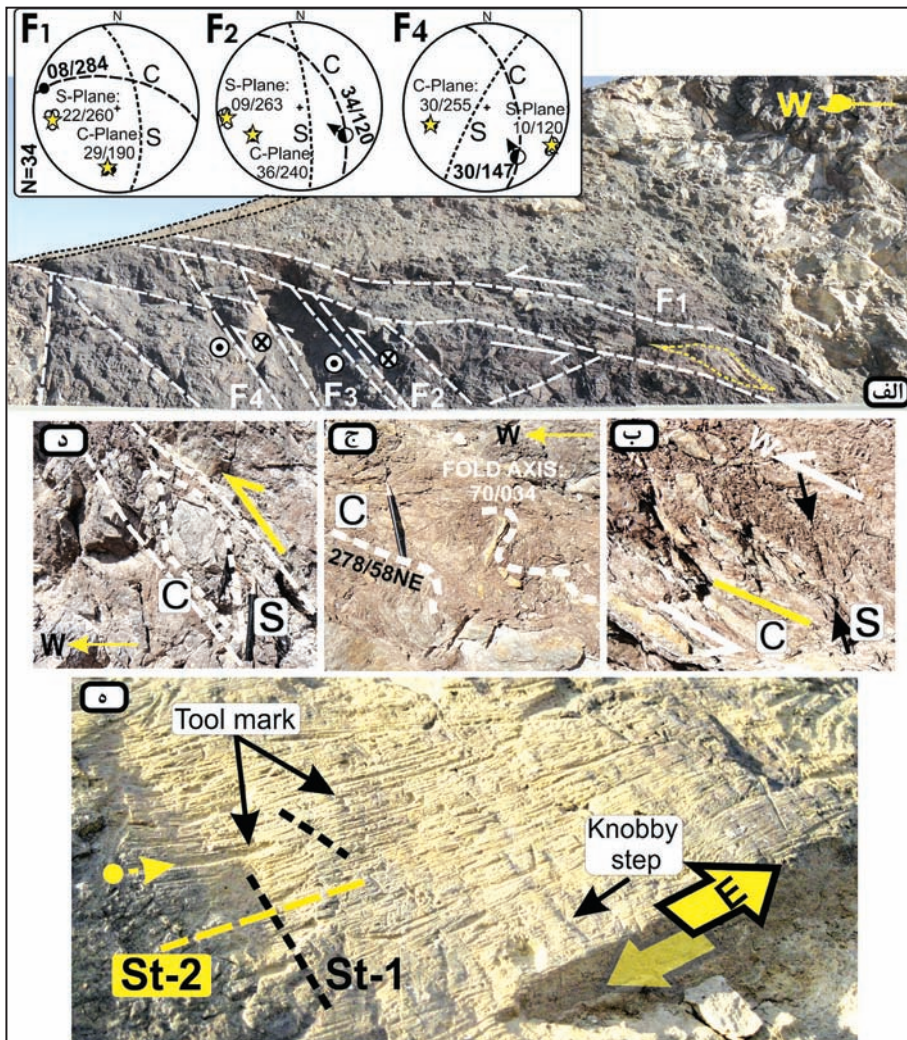 F1
N
08/284
C
S-Plane:
22/260
C-Plane:
29/190
S
N=34
F2
N
C
34/120
S-Plane:
09/263
S
C-Plane:
36/240
F4
N
C
C-Plane:
30/255
S-Plane
10/120
S
30/147
W
F1
F4
F3
F2
الف
د
C
S
W
ج
W
FOLD AXIS:
70/034
C
278/58NE
ب
W
C
S
ه
Tool mark
Knobby
step
E
St-2
St-1